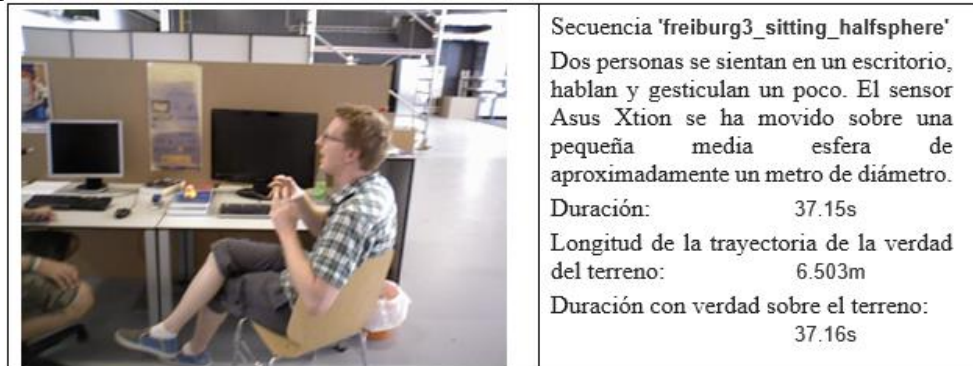 Secuencia 'freiburg3_sitting_halfsphere'
Dos personas se sientan en un escritorio,
hablan y gesticulan un poco. El sensor
Asus Xtion se ha movido sobre una
pequeña media esfera de
aproximadamente un metro de diámetro.
Duración: 37.15s
Longitud de la trayectoria de la verdad
del terreno: 6.503m
Duración con verdad sobre el terreno:
37.16s